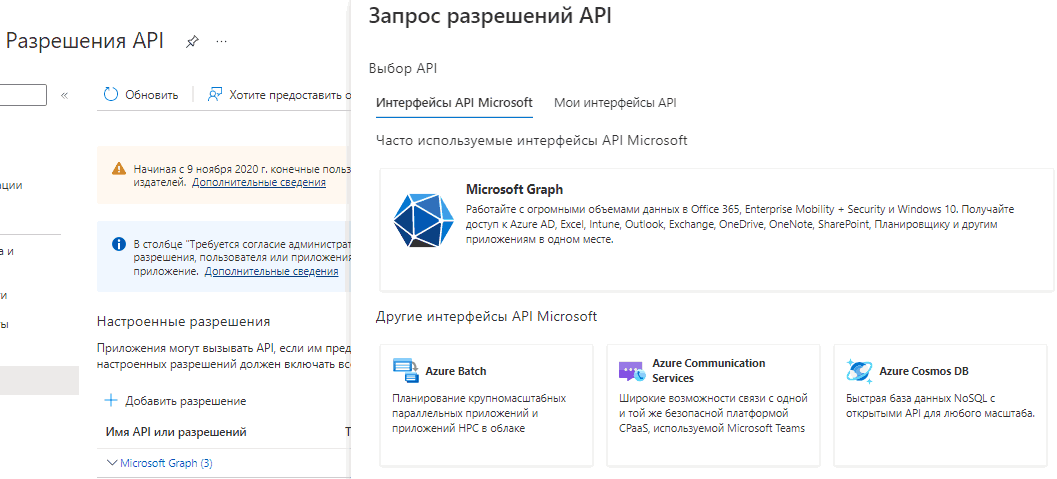 Разрешения API
...
«
Обновить
Хотите предоставить о
Начиная с 9 ноября 2020 г. конечные польз
издателей. Дополнительные сведения
ции
В столбце "Требуется согласие администрат
разрешения, пользователя или приложения
приложение. Дополнительные сведения
а и
ти
ты
Настроенные разрешения
Приложения могут вызывать API, если им пред
настроенных разрешений должен включать все
Добавить разрешение
Имя API или разрешений
Microsoft Graph (3)
Запрос разрешений API
Выбор API
Интерфейсы API Microsoft
Мои интерфейсы API
Часто используемые интерфейсы API Microsoft
Microsoft Graph
Работайте с огромными объемами данных в Office 365, Enterprise Mobility + Security и Windows 10. Получайте
доступ к Azure AD, Excel, Intune, Outlook, Exchange, OneDrive, OneNote, SharePoint, Планировщику и другим
приложениям в одном месте.
Другие интерфейсы API Microsoft
Azure Batch
Планирование крупномасштабных
параллельных приложений и
приложений HPC в облаке
Azure Communication
Services
Широкие возможности связи с одной
и той же безопасной платформой
CPaaS, используемой Microsoft Teams
Azure Cosmos DB
Быстрая база данных NoSQL с
открытыми API для любого масштаба.